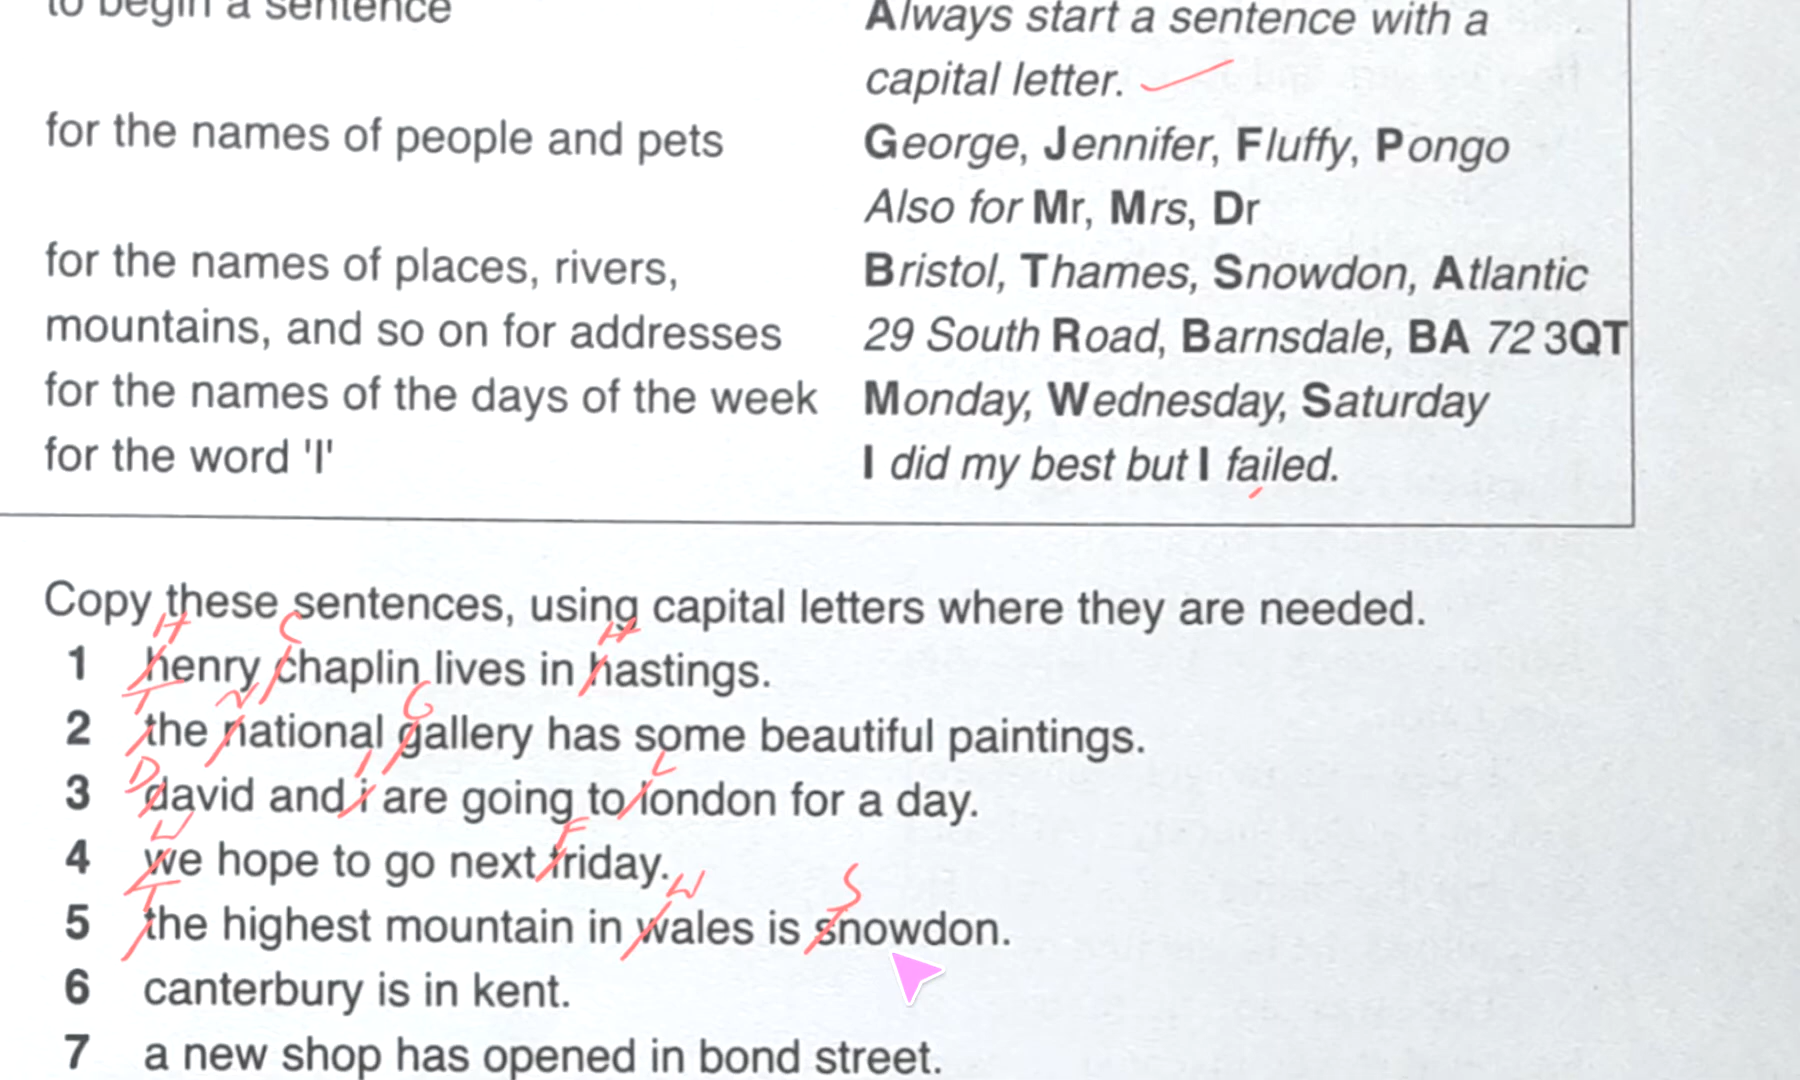 to begin a sentence
Always start a sentence with a
capital letter.
for the names of people and pets
George, Jennifer, Fluffy, Pongo
Also for Mr, Mrs, Dr
for the names of places, rivers,
Bristol, Thames, Snowdon, Atlantic
mountains, and so on for addresses
29 South Road, Barnsdale, BA 72 3QT
for the names of the days of the week
Monday, Wednesday, Saturday
for the word 'I'
I did my best but I failed.
Copy these sentences, using capital letters where they are needed.
H C H
1 henry chaplin lives in hastings.
T N G
2 the national gallery has some beautiful paintings.
D I L
3 david and i are going to london for a day.
W F
4 we hope to go next friday.
T W S
5 the highest mountain in wales is snowdon.
6 canterbury is in kent.
7 a new shop has opened in bond street.